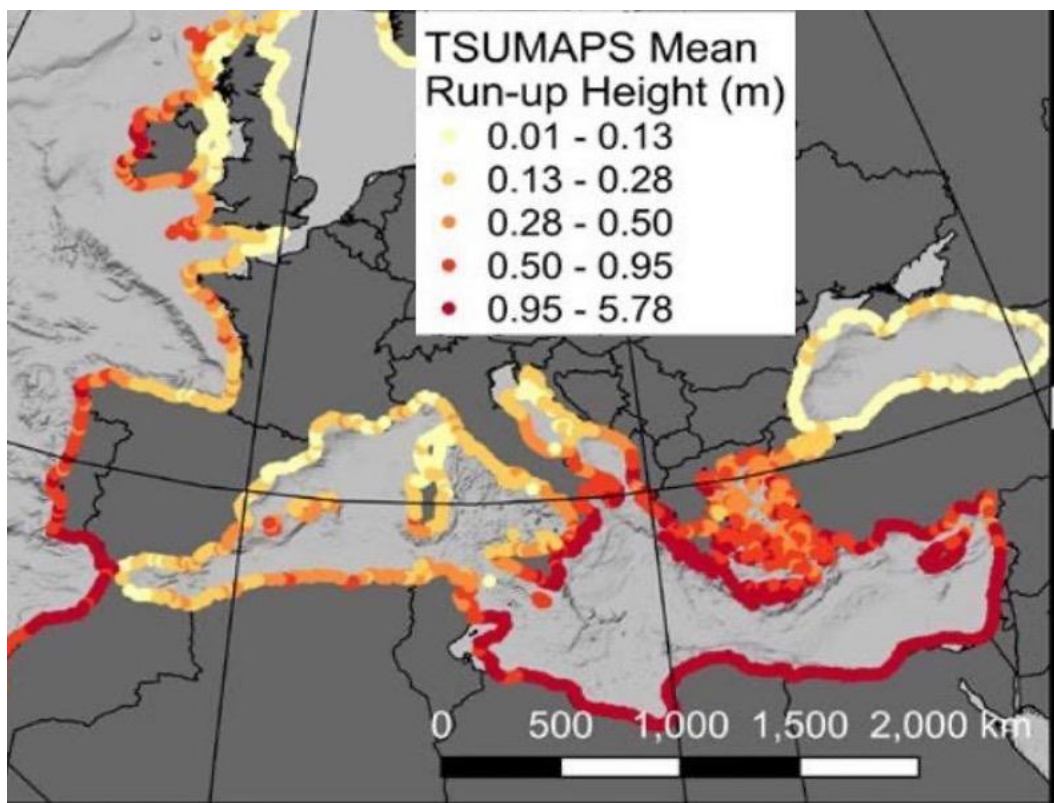 TSUMAPS Mean
Run-up Height (m)
0.01 - 0.13
0.13 - 0.28
0.28 - 0.50
0.50 - 0.95
0.95 - 5.78
0 500 1,000 1,500 2,000 km